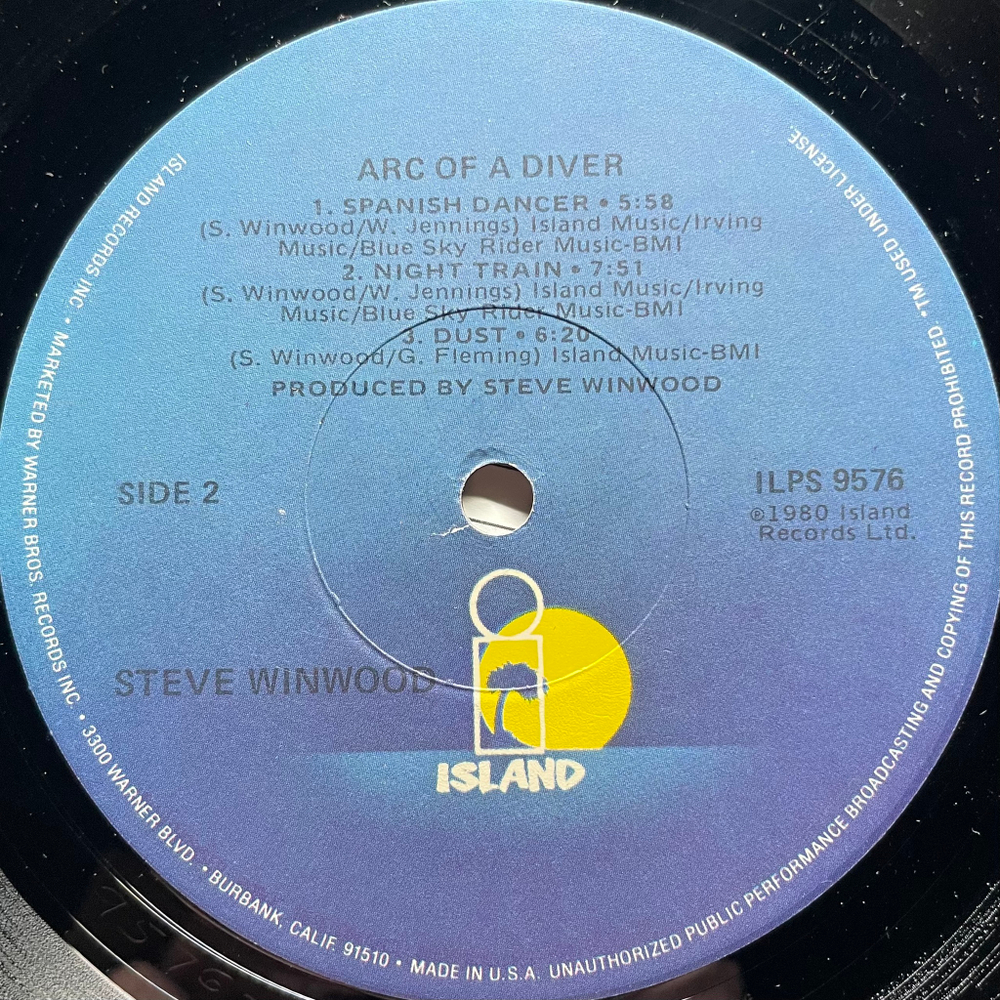 ARC OF A DIVER
1. SPANISH DANCER • 5:58
(S. Winwood/W. Jennings) Island Music/Irving
Music/Blue Sky Rider Music-BMI
2. NIGHT TRAIN • 7:51
(S. Winwood/W. Jennings) Island Music/Irving
Music/Blue Sky Rider Music-BMI
3. DUST • 6:20
(S. Winwood/G. Fleming) Island Music-BMI
PRODUCED BY STEVE WINWOOD
SIDE 2
ILPS 9576
℗1980 Island
Records Ltd.
STEVE WINWOOD
ISLAND
ISLAND RECORDS INC. • MARKETED BY WARNER BROS. RECORDS INC. • 3300 WARNER BLVD. • BURBANK, CALIF. 91510 • MADE IN U.S.A. UNAUTHORIZED PUBLIC PERFORMANCE BROADCASTING AND COPYING OF THIS RECORD PROHIBITED • TM USED UNDER LICENSE.
9576